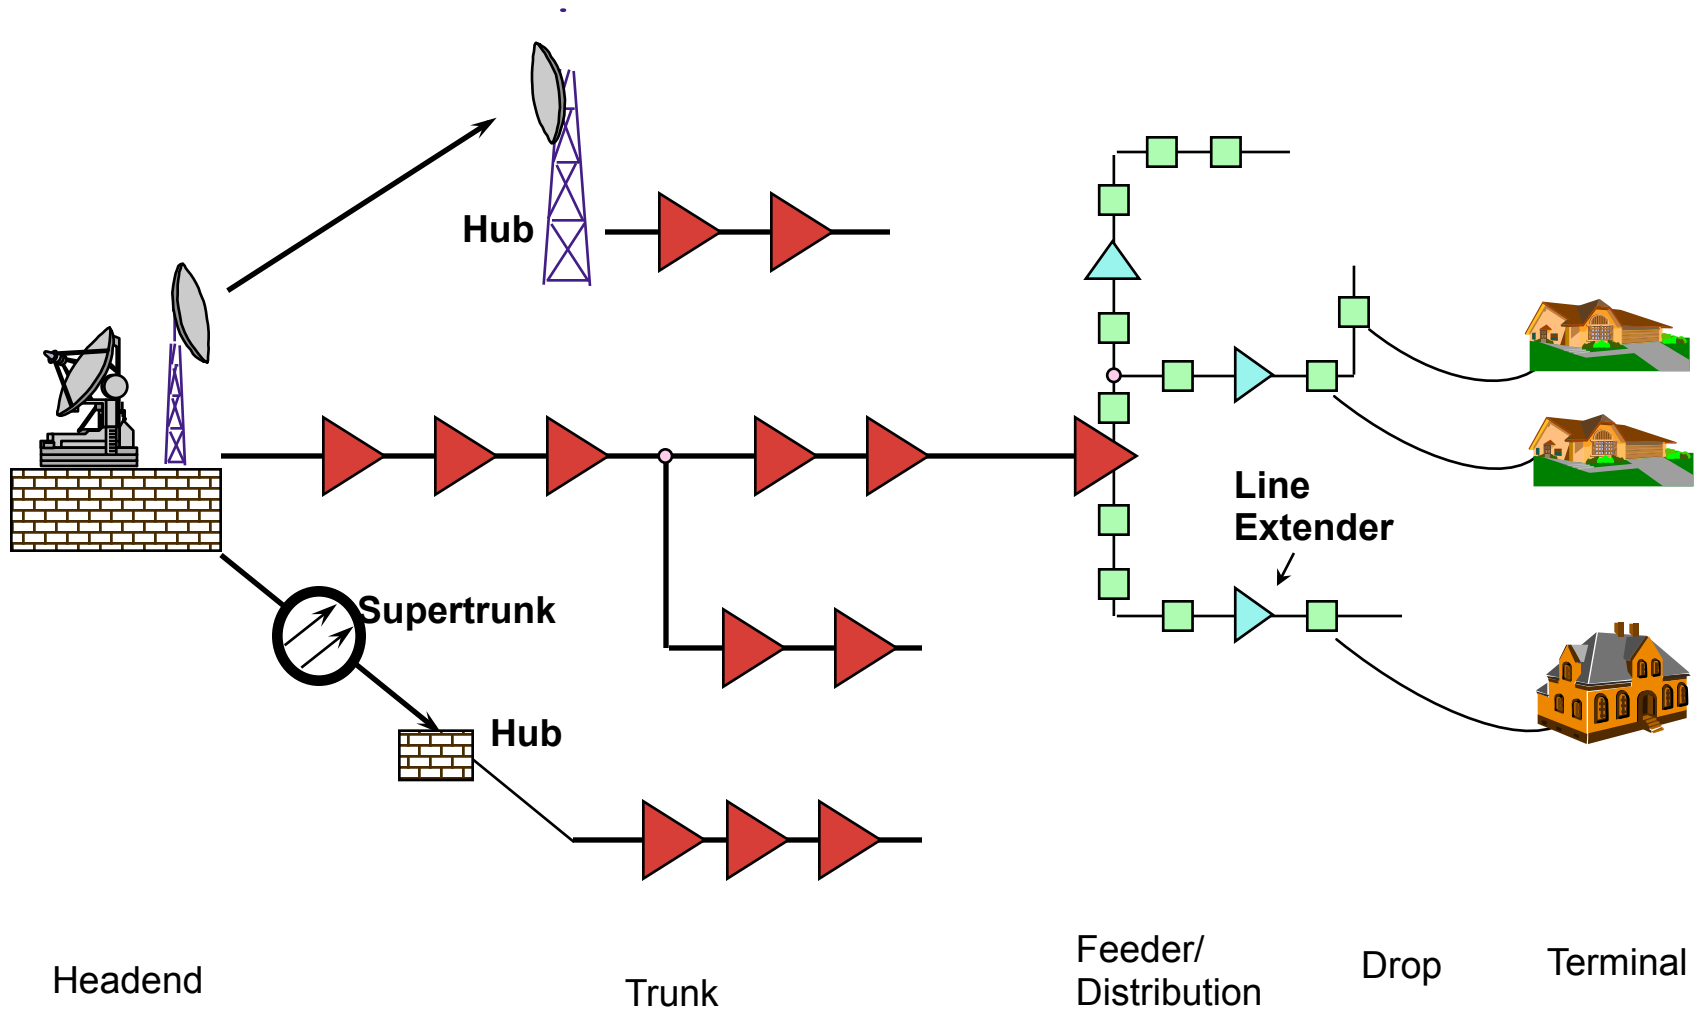 Hub
Line
Extender
Supertrunk
Hub
Headend
Trunk
Feeder/
Distribution
Drop
Terminal